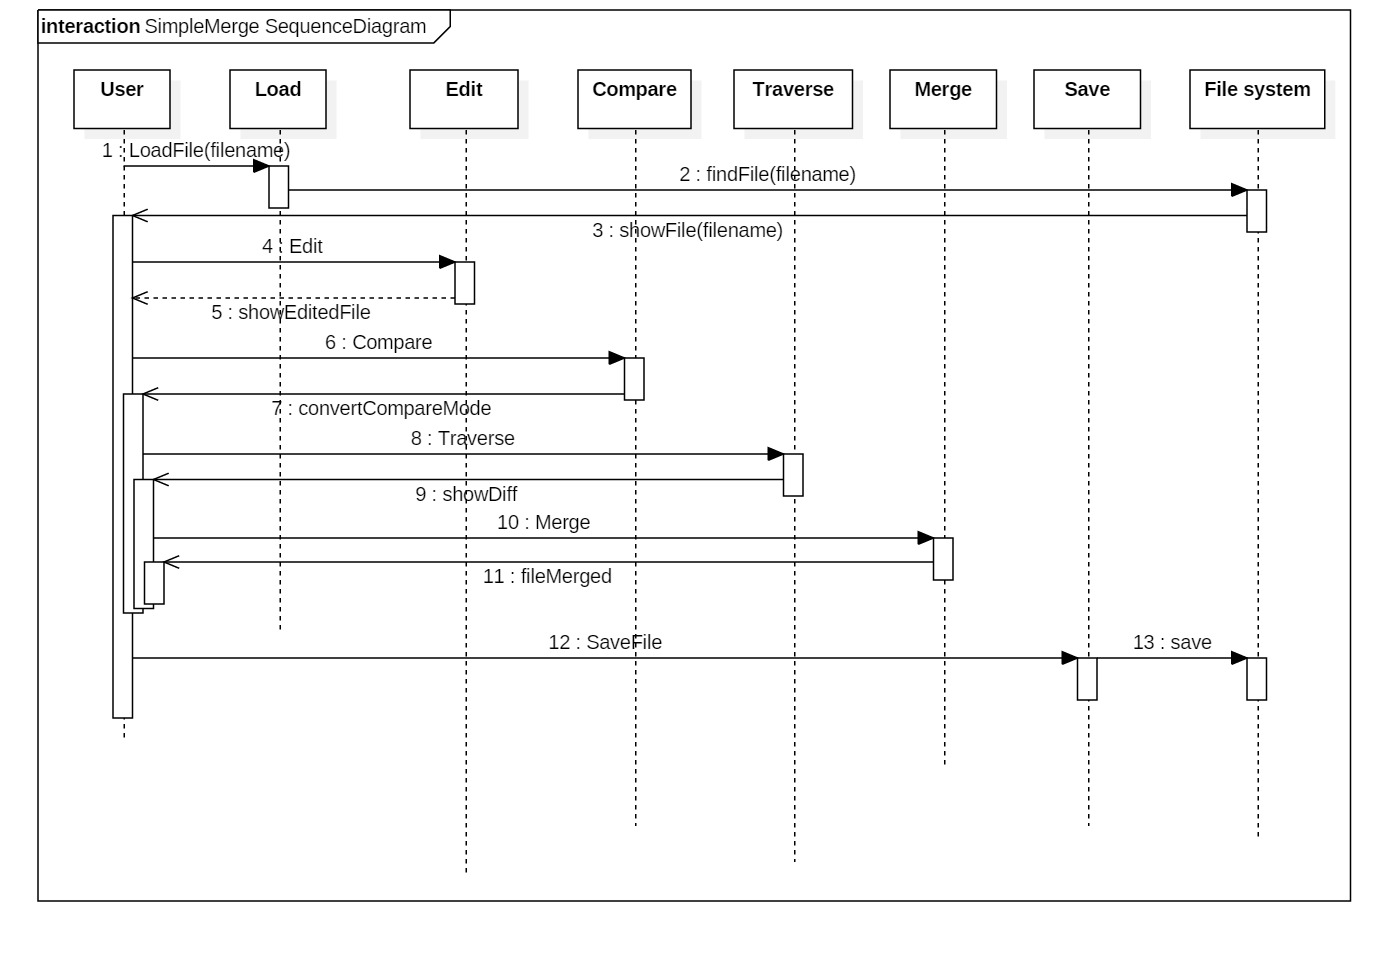 interaction SimpleMerge SequenceDiagram
User Load Edit Compare Traverse Merge Save File system
1 : LoadFile(filename)
2 : findFile(filename)
3 : showFile(filename)
4 : Edit
5 : showEditedFile
6 : Compare
7 : convertCompareMode
8 : Traverse
9 : showDiff
10 : Merge
11 : fileMerged
12 : SaveFile
13 : save